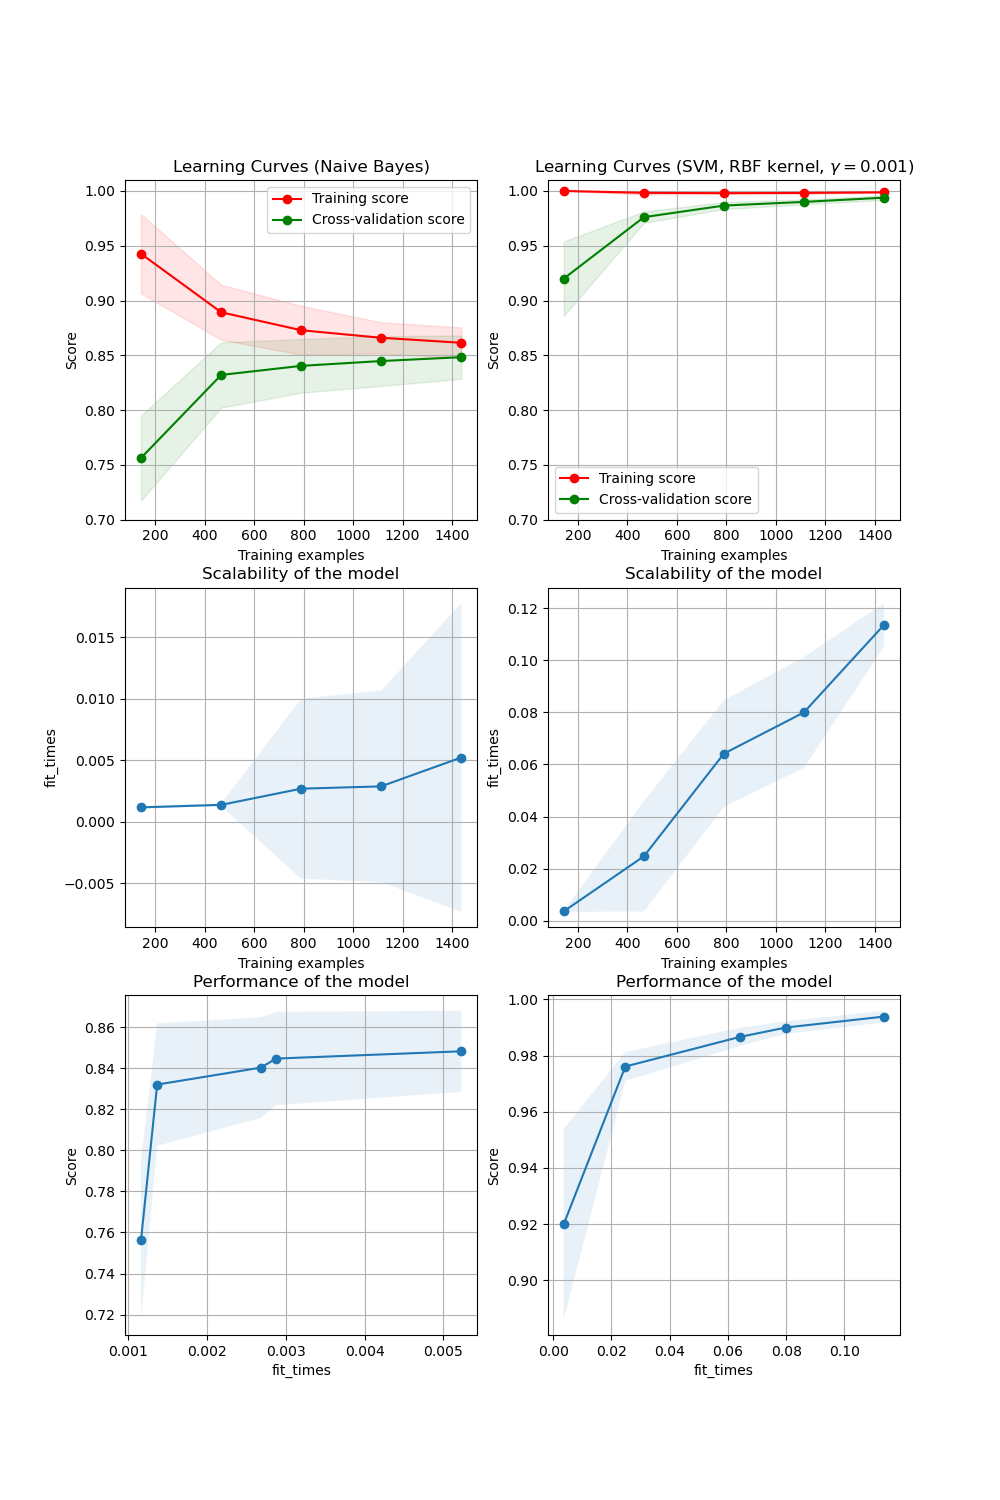 Learning Curves (Naive Bayes)
1.00
0.95
0.90
0.85
0.80
0.75
0.70
Score
Training score
Cross-validation score
200 400 600 800 1000 1200 1400
Training examples
Learning Curves (SVM, RBF kernel, γ = 0.001)
1.00
0.95
0.90
0.85
0.80
0.75
0.70
Score
Training score
Cross-validation score
200 400 600 800 1000 1200 1400
Training examples
Scalability of the model
0.015
0.010
0.005
0.000
−0.005
fit_times
200 400 600 800 1000 1200 1400
Training examples
Scalability of the model
0.12
0.10
0.08
0.06
0.04
0.02
0.00
fit_times
200 400 600 800 1000 1200 1400
Training examples
Performance of the model
0.86
0.84
0.82
0.80
0.78
0.76
0.74
0.72
Score
0.001 0.002 0.003 0.004 0.005
fit_times
Performance of the model
1.00
0.98
0.96
0.94
0.92
0.90
Score
0.00 0.02 0.04 0.06 0.08 0.10
fit_times